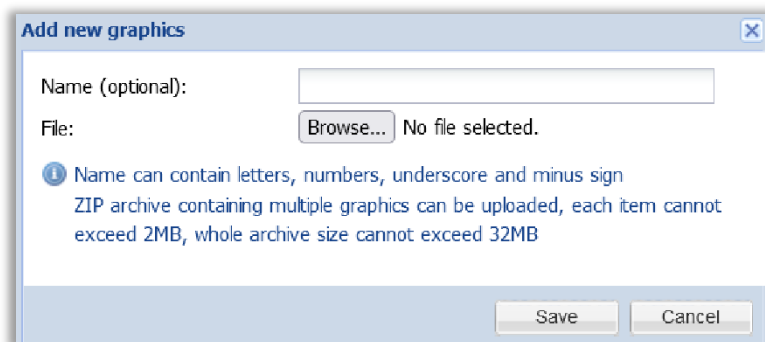 Add new graphics
Name (optional):
File: Browse... No file selected.
Name can contain letters, numbers, underscore and minus sign
ZIP archive containing multiple graphics can be uploaded, each item cannot
exceed 2MB, whole archive size cannot exceed 32MB
Save Cancel